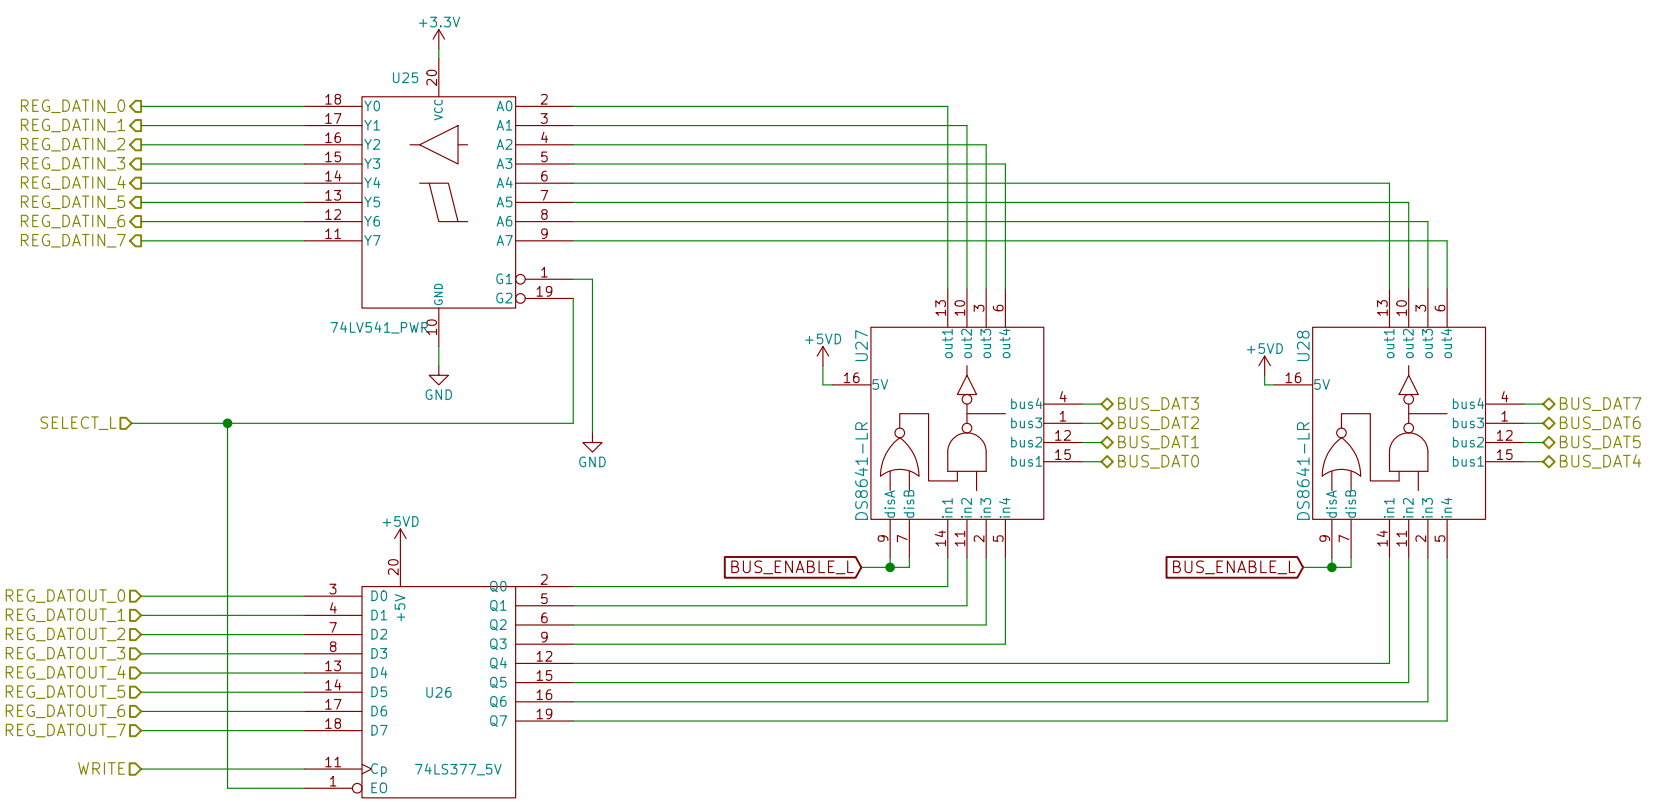 +3.3V
U25
20
VCC
REG_DATIN_0 18 Y0 A0 2
REG_DATIN_1 17 Y1 A1 3
REG_DATIN_2 16 Y2 A2 4
REG_DATIN_3 15 Y3 A3 5
REG_DATIN_4 14 Y4 A4 6
REG_DATIN_5 13 Y5 A5 7
REG_DATIN_6 12 Y6 A6 8
REG_DATIN_7 11 Y7 A7 9
G1 1
G2 19
GND
74LV541_PWR
10
GND
SELECT_L
GND
13 10 3 6
out1 out2 out3 out4
U27
+5VD
16 5V
DS8641-LR
bus4 4 BUS_DAT3
bus3 1 BUS_DAT2
bus2 12 BUS_DAT1
bus1 15 BUS_DAT0
disA disB in1 in2 in3 in4
9 7 14 11 2 5
BUS_ENABLE_L
13 10 3 6
out1 out2 out3 out4
U28
+5VD
16 5V
DS8641-LR
bus4 4 BUS_DAT7
bus3 1 BUS_DAT6
bus2 12 BUS_DAT5
bus1 15 BUS_DAT4
disA disB in1 in2 in3 in4
9 7 14 11 2 5
BUS_ENABLE_L
+5VD
20
+5V
Q0 2
REG_DATOUT_0 3 D0
Q1 5
REG_DATOUT_1 4 D1
Q2 6
REG_DATOUT_2 7 D2
Q3 9
REG_DATOUT_3 8 D3
Q4 12
REG_DATOUT_4 13 D4
Q5 15
REG_DATOUT_5 14 D5
U26
Q6 16
REG_DATOUT_6 17 D6
Q7 19
REG_DATOUT_7 18 D7
WRITE 11 Cp
74LS377_5V
1 EO